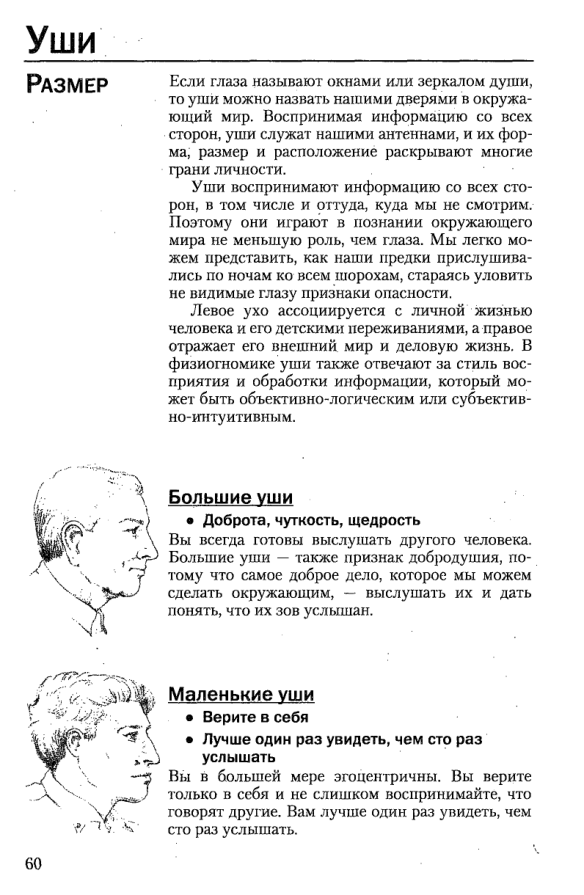 Уши
Размер
Если глаза называют окнами или зеркалом души,
то уши можно назвать нашими дверями в окружа-
ющий мир. Воспринимая информацию со всех
сторон, уши служат нашими антеннами, и их фор-
ма, размер и расположение раскрывают многие
грани личности.
Уши воспринимают информацию со всех сто-
рон, в том числе и оттуда, куда мы не смотрим.
Поэтому они играют в познании окружающего
мира не меньшую роль, чем глаза. Мы легко мо-
жем представить, как наши предки прислушива-
лись по ночам ко всем шорохам, стараясь уловить
не видимые глазу признаки опасности.
Левое ухо ассоциируется с личной жизнью
человека и его детскими переживаниями, а правое
отражает его внешний мир и деловую жизнь. В
физиогномике уши также отвечают за стиль вос-
приятия и обработки информации, который мо-
жет быть объективно-логическим или субъектив-
но-интуитивным.
Большие уши
• Доброта, чуткость, щедрость
Вы всегда готовы выслушать другого человека.
Большие уши — также признак добродушия, по-
тому что самое доброе дело, которое мы можем
сделать окружающим, — выслушать их и дать
понять, что их зов услышан.
Маленькие уши
• Верите в себя
• Лучше один раз увидеть, чем сто раз
услышать
Вы в большей мере эгоцентричны. Вы верите
только в себя и не слишком воспринимайте, что
говорят другие. Вам лучше один раз увидеть, чем
сто раз услышать.
60